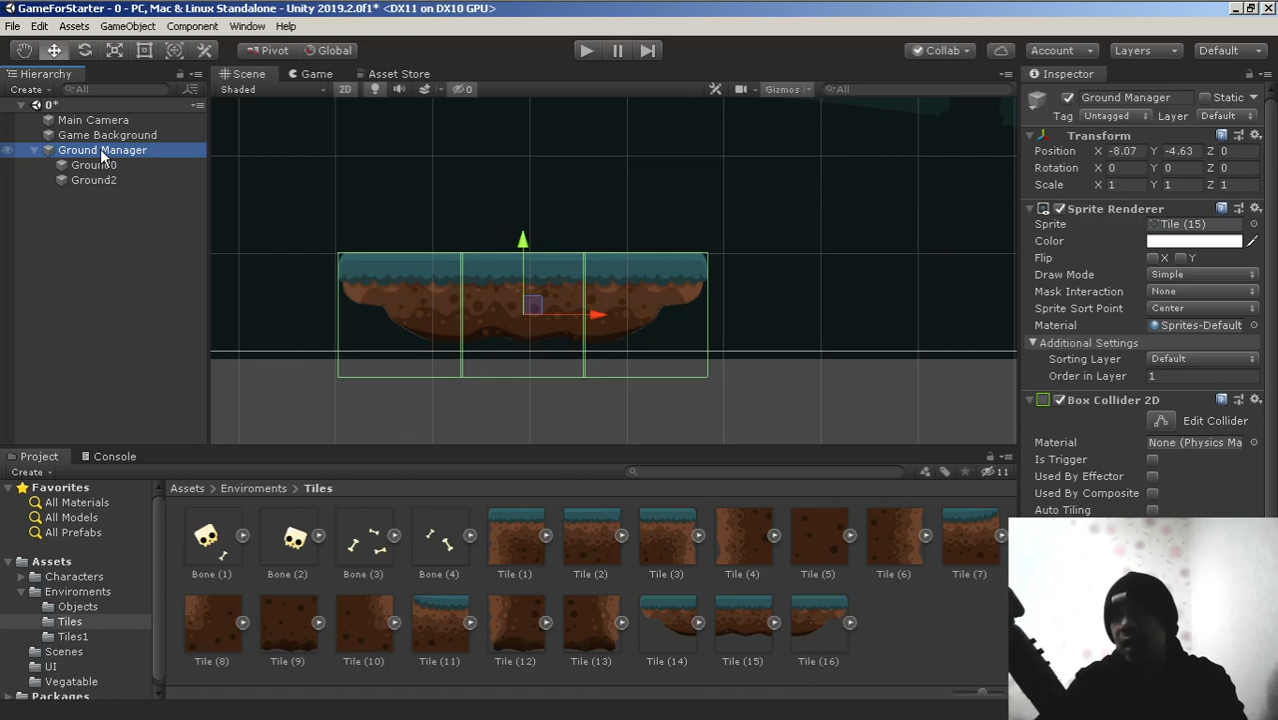 GameForStarter - 0 - PC, Mac & Linux Standalone - Unity 2019.2.0f1* <DX11 on DX10 GPU>
File Edit Assets GameObject Component Window Help
Pivot Global Collab Account Layers Default
Hierarchy
Create All
0*
Main Camera
Game Background
Ground Manager
Ground2
Scene Game Asset Store
Shaded 2D 0 Gizmos All
Inspector
Ground Manager Static
Tag Untagged Layer Default
Transform
Position X -8.07 Y -4.63 Z 0
Rotation X 0 Y 0 Z 0
Scale X 1 Y 1 Z 1
Sprite Renderer
Sprite Tile (15)
Color
Flip X Y
Draw Mode Simple
Mask Interaction None
Sprite Sort Point Center
Material Sprites-Default
Additional Settings
Sorting Layer Default
Order in Layer 1
Box Collider 2D
Edit Collider
Material None (Physics Ma
Is Trigger
Used By Effector
Used By Composite
Auto Tiling
Project Console
Create 11
Favorites
All Materials
All Models
All Prefabs
Assets
Characters
Enviroments
Objects
Tiles
Tiles1
Scenes
UI
Vegatable
Packages
Assets > Enviroments > Tiles
Bone (1) Bone (2) Bone (3) Bone (4) Tile (1) Tile (2) Tile (3) Tile (4) Tile (5) Tile (6) Tile (7)
Tile (8) Tile (9) Tile (10) Tile (11) Tile (12) Tile (13) Tile (14) Tile (15) Tile (16)